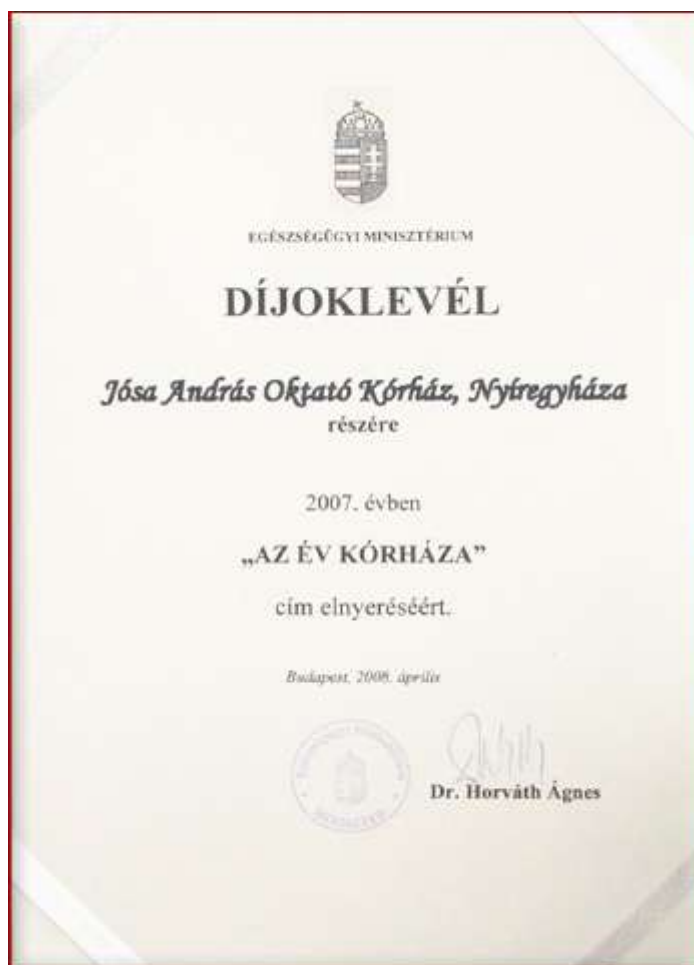 EGÉSZSÉGÜGYI MINISZTÉRIUM
DÍJOKLEVÉL
Jósa András Oktató Kórház, Nyíregyháza
részére
2007. évben
„AZ ÉV KÓRHÁZA”
cím elnyeréséért.
Budapest, 2008. április
Dr. Horváth Ágnes